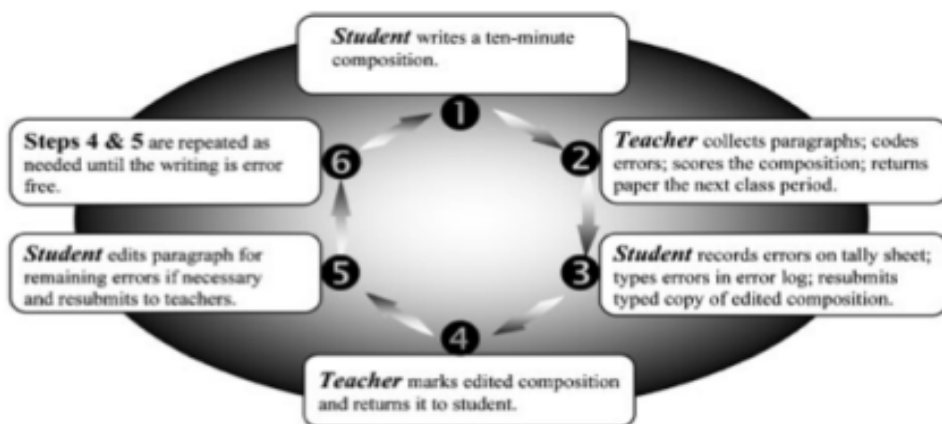 Student writes a ten-minute
composition.
1
2
Teacher collects paragraphs; codes
errors; scores the composition; returns
paper the next class period.
3
Student records errors on tally sheet;
types errors in error log; resubmits
typed copy of edited composition.
4
Teacher marks edited composition
and returns it to student.
5
Student edits paragraph for
remaining errors if necessary
and resubmits to teachers.
6
Steps 4 & 5 are repeated as
needed until the writing is error
free.